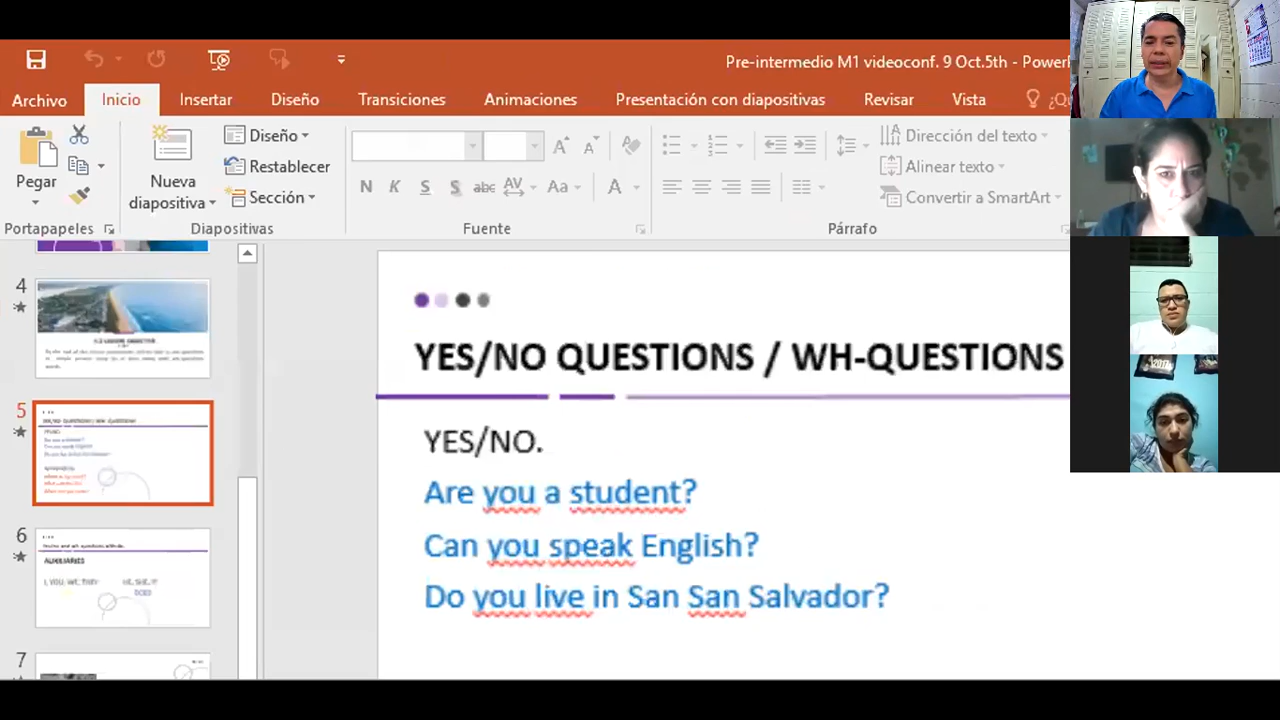 Pre-intermedio M1 videoconf. 9 Oct.5th - PowerP
Archivo Inicio Insertar Diseño Transiciones Animaciones Presentación con diapositivas Revisar Vista ¿Q
Pegar
Nueva diapositiva
Diseño
Restablecer
Sección
N K S S abc AV Aa A
Dirección del texto
Alinear texto
Convertir a SmartArt
Portapapeles Diapositivas Fuente Párrafo
4
5
6
AUXILIARIES
7
YES/NO QUESTIONS / WH-QUESTIONS
YES/NO.
Are you a student?
Can you speak English?
Do you live in San San Salvador?